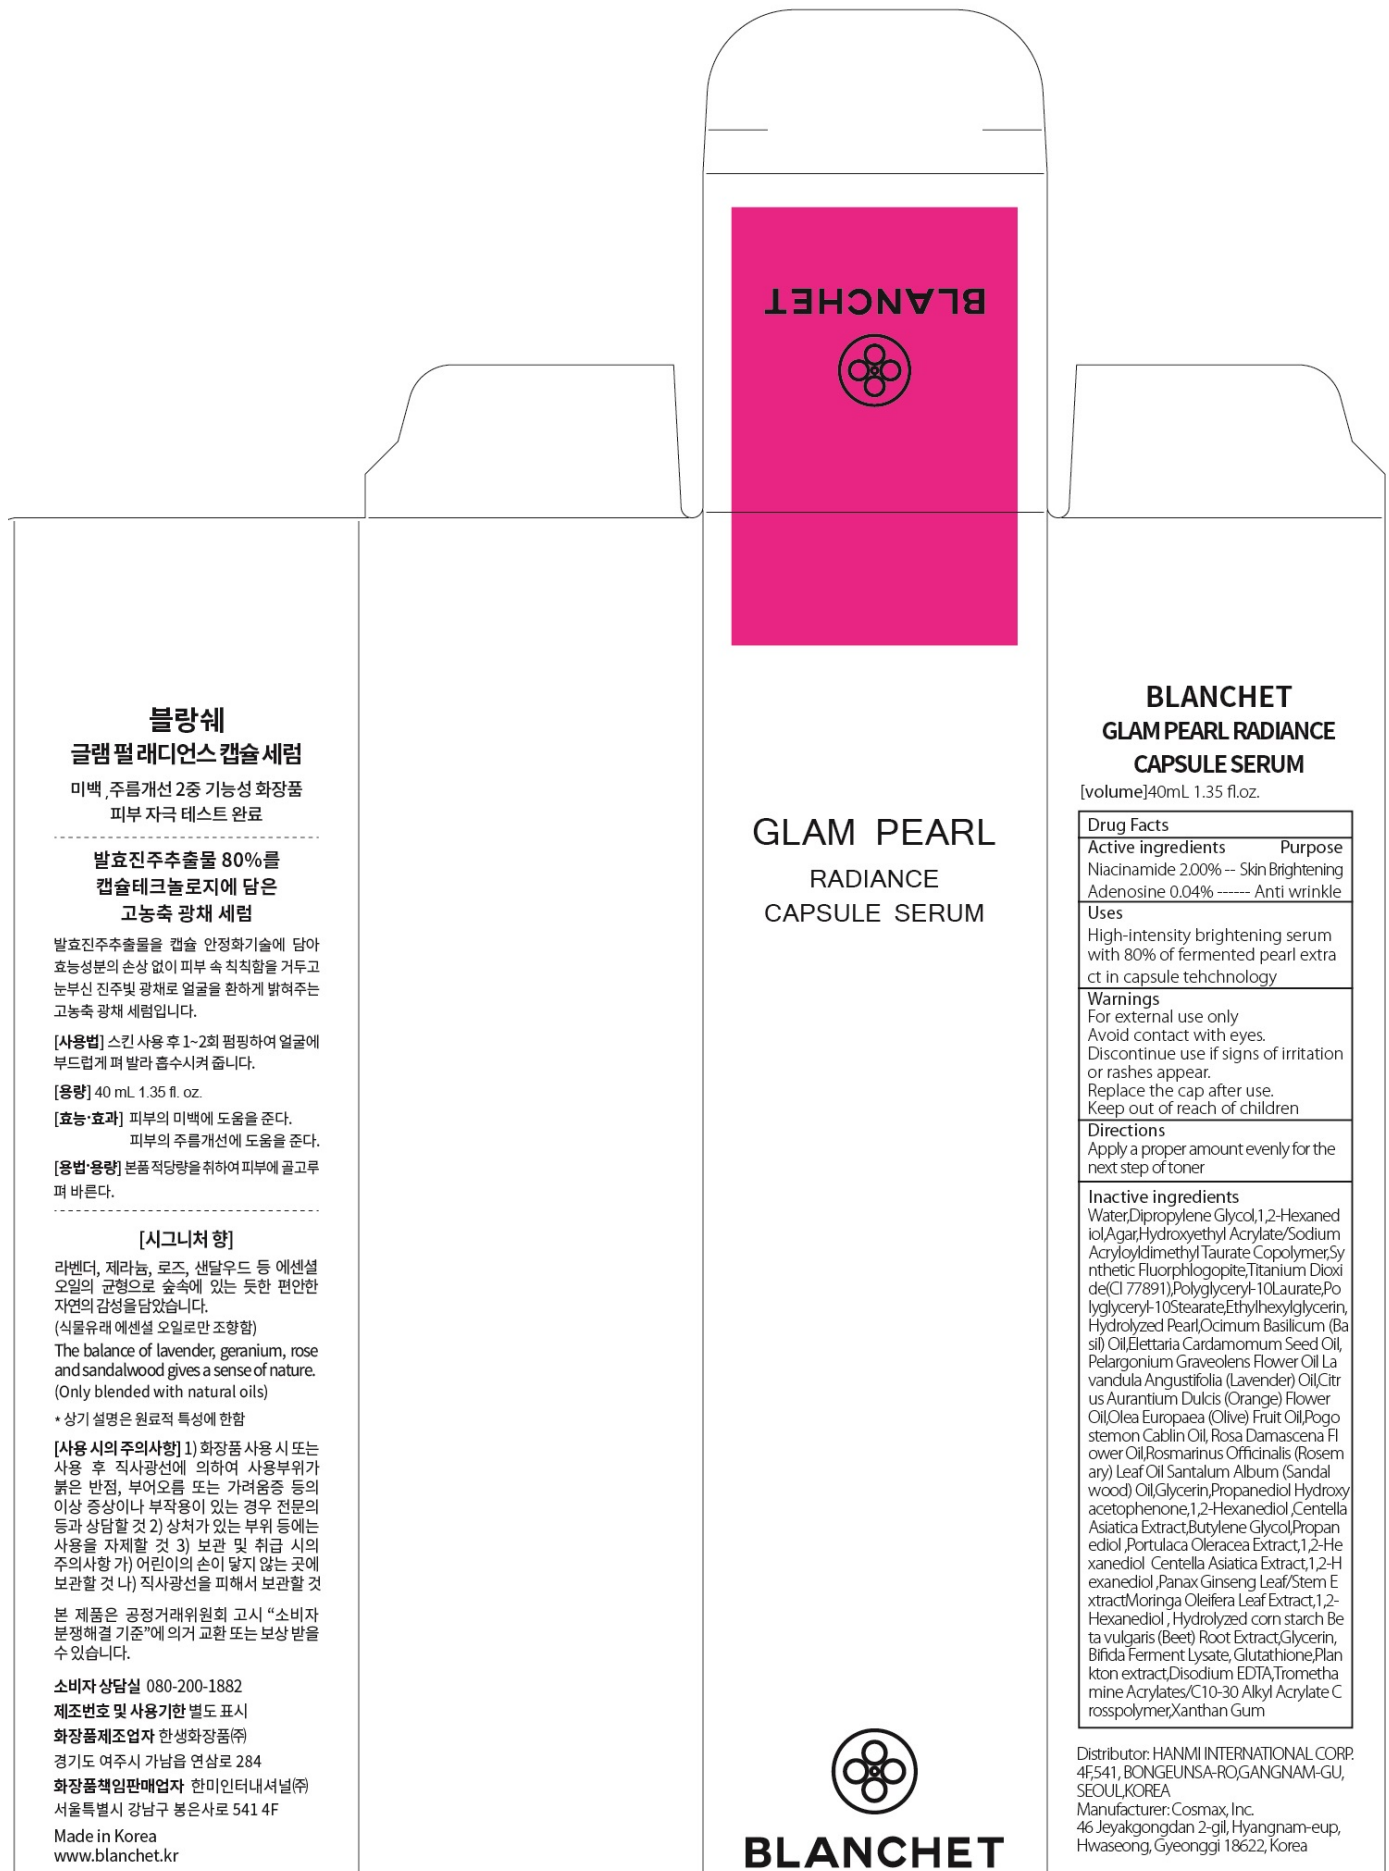 BLANCHET
블랑쉐
글램 펄 래디언스 캡슐 세럼
미백 ,주름개선 2중 기능성 화장품
피부 자극 테스트 완료
발효진주추출물 80%를
캡슐테크놀로지에 담은
고농축 광채 세럼
발효진주추출물을 캡슐 안정화기술에 담아
효능성분의 손상 없이 피부 속 칙칙함을 거두고
눈부신 진주빛 광채로 얼굴을 환하게 밝혀주는
고농축 광채 세럼입니다.
[사용법] 스킨 사용 후 1~2회 펌핑하여 얼굴에
부드럽게 펴 발라 흡수시켜 줍니다.
[용량] 40 mL 1.35 fl. oz.
[효능·효과] 피부의 미백에 도움을 준다.
피부의 주름개선에 도움을 준다.
[용법·용량] 본품 적당량을 취하여 피부에 골고루
펴 바른다.
[시그니처 향]
라벤더, 제라늄, 로즈, 샌달우드 등 에센셜
오일의 균형으로 숲속에 있는 듯한 편안한
자연의 감성을 담았습니다.
(식물유래 에센셜 오일로만 조향함)
The balance of lavender, geranium, rose
and sandalwood gives a sense of nature.
(Only blended with natural oils)
* 상기 설명은 원료적 특성에 한함
[사용 시의 주의사항] 1) 화장품 사용 시 또는
사용 후 직사광선에 의하여 사용부위가
붉은 반점, 부어오름 또는 가려움증 등의
이상 증상이나 부작용이 있는 경우 전문의
등과 상담할 것 2) 상처가 있는 부위 등에는
사용을 자제할 것 3) 보관 및 취급 시의
주의사항 가) 어린이의 손이 닿지 않는 곳에
보관할 것 나) 직사광선을 피해서 보관할 것
본 제품은 공정거래위원회 고시 “소비자
분쟁해결 기준”에 의거 교환 또는 보상 받을
수 있습니다.
소비자 상담실 080-200-1882
제조번호 및 사용기한 별도 표시
화장품제조업자 한생화장품㈜
경기도 여주시 가남읍 연삼로 284
화장품책임판매업자 한미인터내셔널㈜
서울특별시 강남구 봉은사로 541 4F
Made in Korea
www.blanchet.kr
GLAM PEARL
RADIANCE
CAPSULE SERUM
BLANCHET
BLANCHET
GLAM PEARL RADIANCE
CAPSULE SERUM
[volume]40mL 1.35 fl.oz.
Drug Facts
Active ingredients Purpose
Niacinamide 2.00% -- Skin Brightening
Adenosine 0.04% ------ Anti wrinkle
Uses
High-intensity brightening serum
with 80% of fermented pearl extra
ct in capsule tehchnology
Warnings
For external use only
Avoid contact with eyes.
Discontinue use if signs of irritation
or rashes appear.
Replace the cap after use.
Keep out of reach of children
Directions
Apply a proper amount evenly for the
next step of toner
Inactive ingredients
Water,Dipropylene Glycol,1,2-Hexaned
iol,Agar,Hydroxyethyl Acrylate/Sodium
Acryloyldimethyl Taurate Copolymer,Sy
nthetic Fluorphlogopite,Titanium Dioxi
de(CI 77891),Polyglyceryl-10Laurate,Po
lyglyceryl-10Stearate,Ethylhexylglycerin,
Hydrolyzed Pearl,Ocimum Basilicum (Ba
sil) Oil,Elettaria Cardamomum Seed Oil,
Pelargonium Graveolens Flower Oil La
vandula Angustifolia (Lavender) Oil,Citr
us Aurantium Dulcis (Orange) Flower
Oil,Olea Europaea (Olive) Fruit Oil,Pogo
stemon Cablin Oil, Rosa Damascena Fl
ower Oil,Rosmarinus Officinalis (Rosem
ary) Leaf Oil Santalum Album (Sandal
wood) Oil,Glycerin,Propanediol Hydroxy
acetophenone,1,2-Hexanediol ,Centella
Asiatica Extract,Butylene Glycol,Propan
ediol ,Portulaca Oleracea Extract,1,2-He
xanediol Centella Asiatica Extract,1,2-H
exanediol ,Panax Ginseng Leaf/Stem E
xtractMoringa Oleifera Leaf Extract,1,2-
Hexanediol , Hydrolyzed corn starch Be
ta vulgaris (Beet) Root Extract,Glycerin,
Bifida Ferment Lysate, Glutathione,Plan
kton extract,Disodium EDTA,Trometha
mine Acrylates/C10-30 Alkyl Acrylate C
rosspolymer,Xanthan Gum
Distributor: HANMI INTERNATIONAL CORP.
4F,541, BONGEUNSA-RO,GANGNAM-GU,
SEOUL,KOREA
Manufacturer: Cosmax, Inc.
46 Jeyakgongdan 2-gil, Hyangnam-eup,
Hwaseong, Gyeonggi 18622, Korea